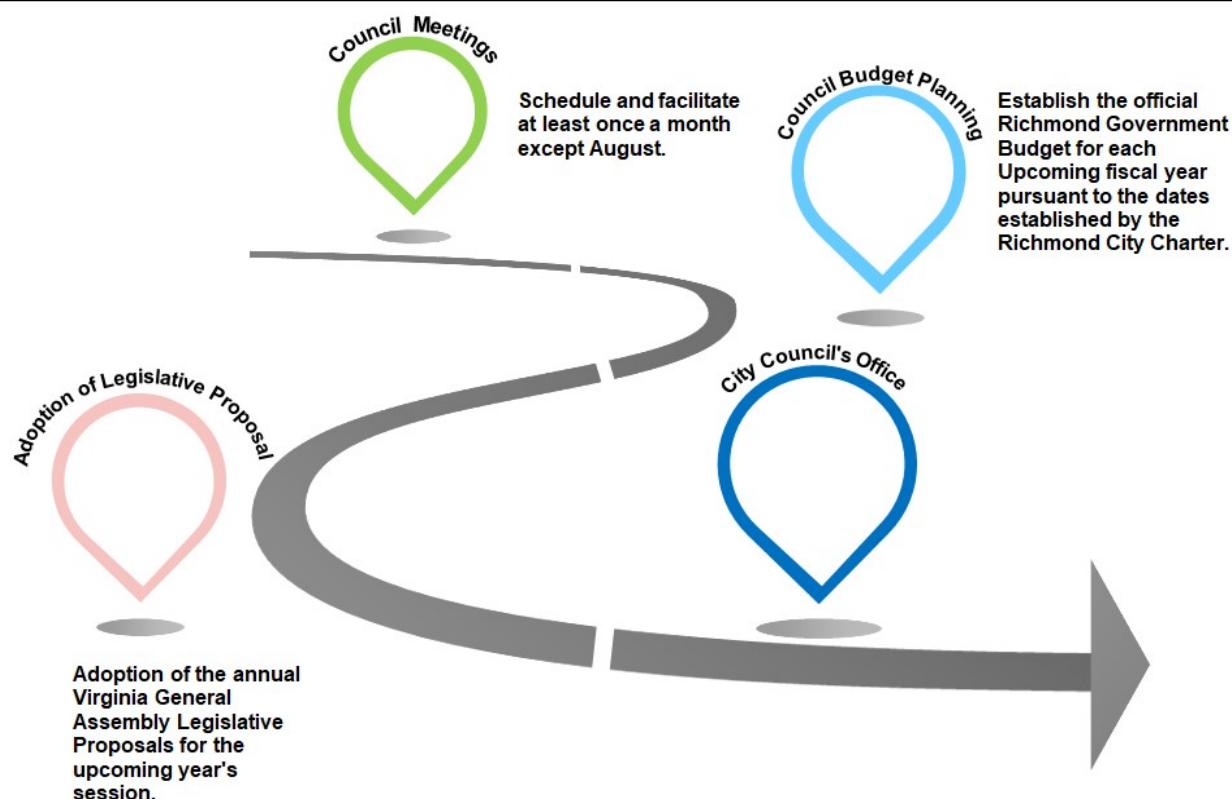 Council Meetings
Schedule and facilitate
at least once a month
except August.
Council Budget Planning
Establish the official
Richmond Government
Budget for each
Upcoming fiscal year
pursuant to the dates
established by the
Richmond City Charter.
Adoption of Legislative Proposal
Adoption of the annual
Virginia General
Assembly Legislative
Proposals for the
upcoming year's
session.
City Council's Office